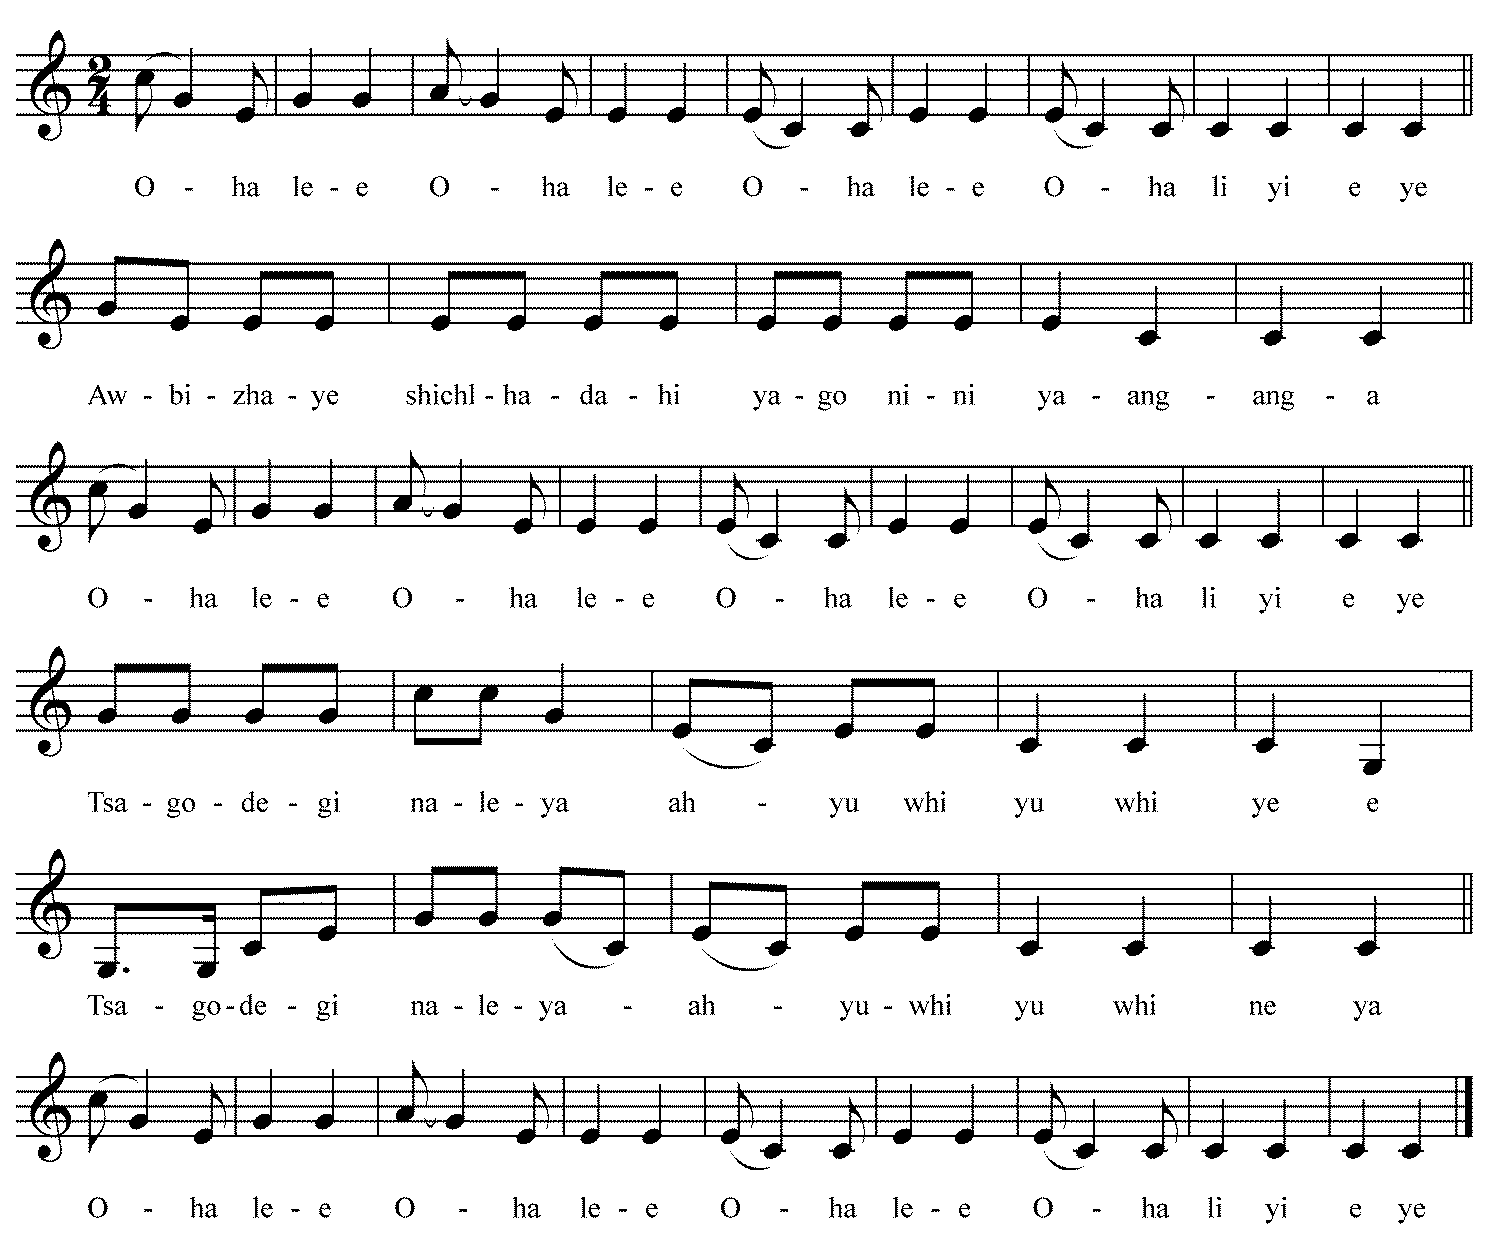 2/4
O - ha le - e O - ha le - e O - ha le - e O - ha li yi e ye
Aw - bi - zha - ye shichl - ha - da - hi ya - go ni - ni ya - ang - ang - a
O - ha le - e O - ha le - e O - ha le - e O - ha li yi e ye
Tsa - go - de - gi na - le - ya ah - yu whi yu whi ye e
Tsa - go - de - gi na - le - ya - ah - yu - whi yu whi ne ya
O - ha le - e O - ha le - e O - ha le - e O - ha li yi e ye